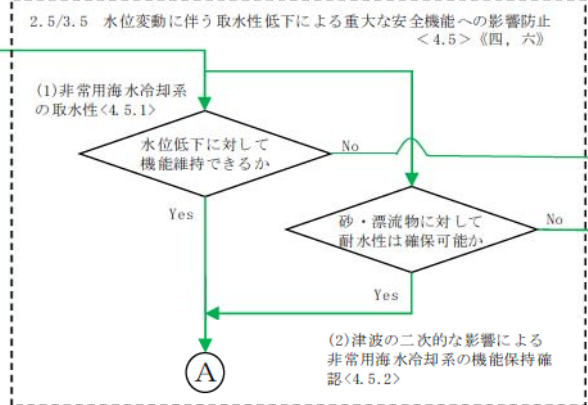 2.5/3.5 水位変動に伴う取水性低下による重大な安全機能への影響防止
＜4.5＞《四，六》
(1)非常用海水冷却系
の取水性<4.5.1>
水位低下に対して
機能維持できるか
No
Yes
砂・漂流物に対して
耐水性は確保可能か
No
Yes
(2)津波の二次的な影響による
非常用海水冷却系の機能保持確
認<4.5.2>
A